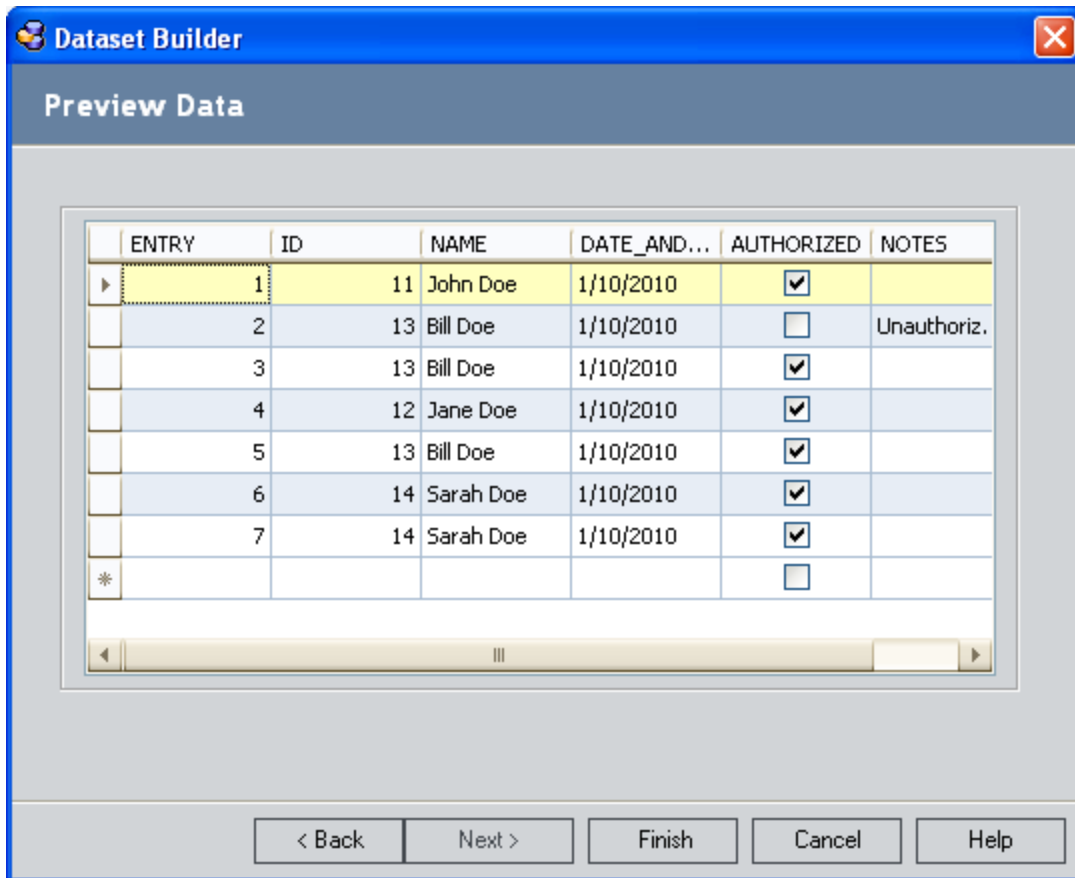 Dataset Builder
Preview Data
ENTRY ID NAME DATE_AND... AUTHORIZED NOTES
1 11 John Doe 1/10/2010
2 13 Bill Doe 1/10/2010 Unauthoriz.
3 13 Bill Doe 1/10/2010
4 12 Jane Doe 1/10/2010
5 13 Bill Doe 1/10/2010
6 14 Sarah Doe 1/10/2010
7 14 Sarah Doe 1/10/2010
< Back Next > Finish Cancel Help